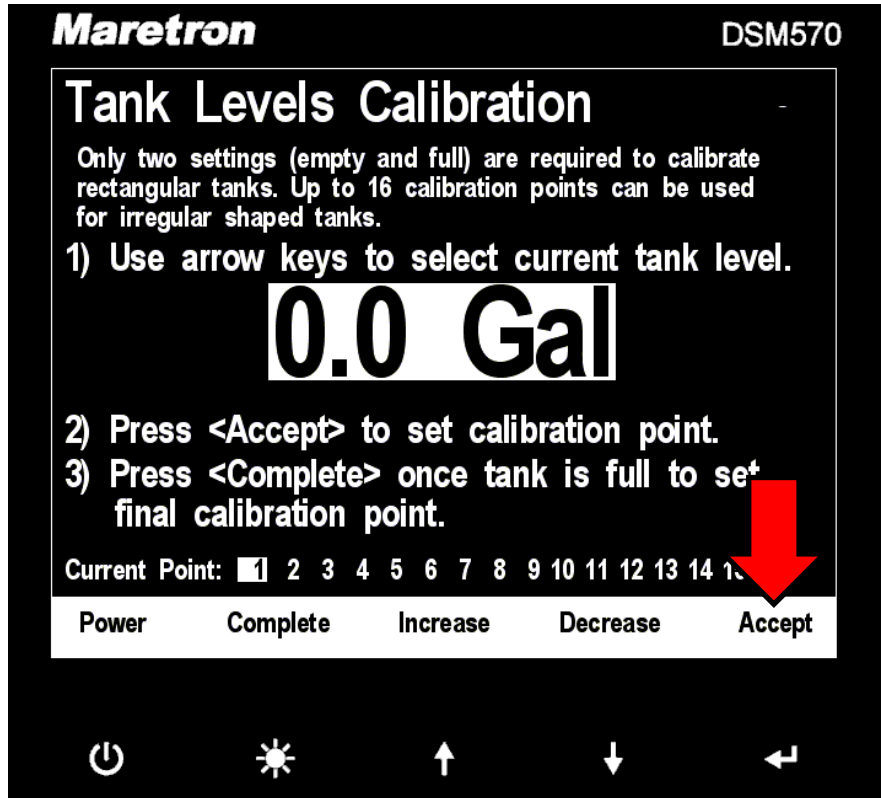 Maretron
DSM570
Tank Levels Calibration
Only two settings (empty and full) are required to calibrate
rectangular tanks. Up to 16 calibration points can be used
for irregular shaped tanks.
1) Use arrow keys to select current tank level.
0.0 Gal
2) Press <Accept> to set calibration point.
3) Press <Complete> once tank is full to set
final calibration point.
Current Point: 1 2 3 4 5 6 7 8 9 10 11 12 13 14
Power Complete Increase Decrease Accept